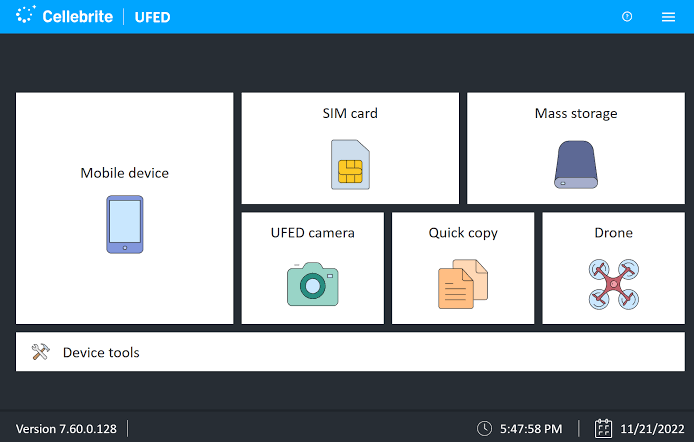 Cellebrite UFED
SIM card
Mass storage
Mobile device
UFED camera
Quick copy
Drone
Device tools
Version 7.60.0.128
5:47:58 PM
11/21/2022